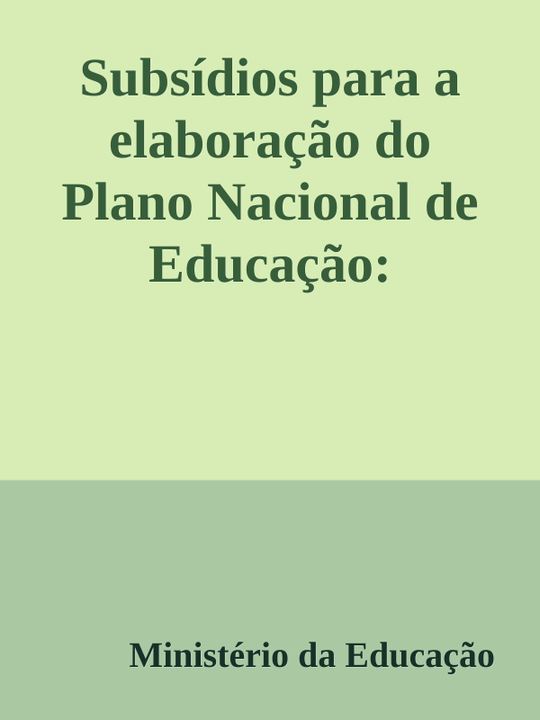 Subsídios para a
elaboração do
Plano Nacional de
Educação:
Ministério da Educação